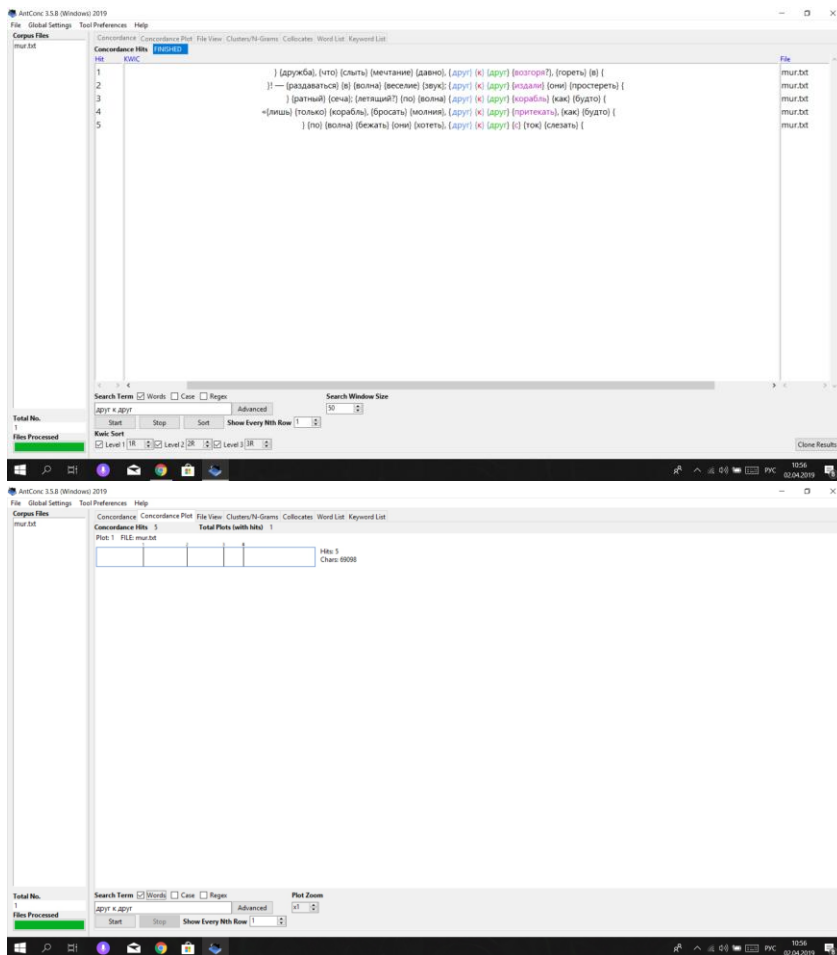 AntConc 3.5.8 (Windows) 2019
File Global Settings Tool Preferences Help
Corpus Files
mur.txt
Concordance Concordance Plot File View Clusters/N-Grams Collocates Word List Keyword List
Concordance Hits FINISHED
Hit KWIC File
1 } {дружба}, {что} {слыть} {мечтание} {давно}, {друг} {к} {друг} {возгоря?}, {гореть} {в} { mur.txt
2 }! — {раздаваться} {в} {волна} {веселие} {звук}; {друг} {к} {друг} {издали} {они} {простереть} { mur.txt
3 } {ратный} {сеча}; {летящий?} {по} {волна} {друг} {к} {друг} {корабль} {как} {будто} { mur.txt
4 ={лишь} {только} {корабль}, {бросать} {молния}, {друг} {к} {друг} {притекать}, {как} {будто} { mur.txt
5 } {по} {волна} {бежать} {они} {хотеть}, {друг} {к} {друг} {с} {ток} {слезать} { mur.txt
Search Term Words Case Regex Search Window Size
друг к друг Advanced 50
Start Stop Sort Show Every Nth Row 1
Kwic Sort
Level 1 1R Level 2 2R Level 3 3R
Total No.
1
Files Processed
Clone Results
РУС 10:56
02.04.2019
AntConc 3.5.8 (Windows) 2019
File Global Settings Tool Preferences Help
Corpus Files
mur.txt
Concordance Concordance Plot File View Clusters/N-Grams Collocates Word List Keyword List
Concordance Hits 5 Total Plots (with hits) 1
Plot: 1 FILE: mur.txt
Hits: 5
Chars: 69098
Search Term Words Case Regex Plot Zoom
друг к друг Advanced x1
Start Stop Show Every Nth Row 1
Total No.
1
Files Processed
РУС 10:56
02.04.2019